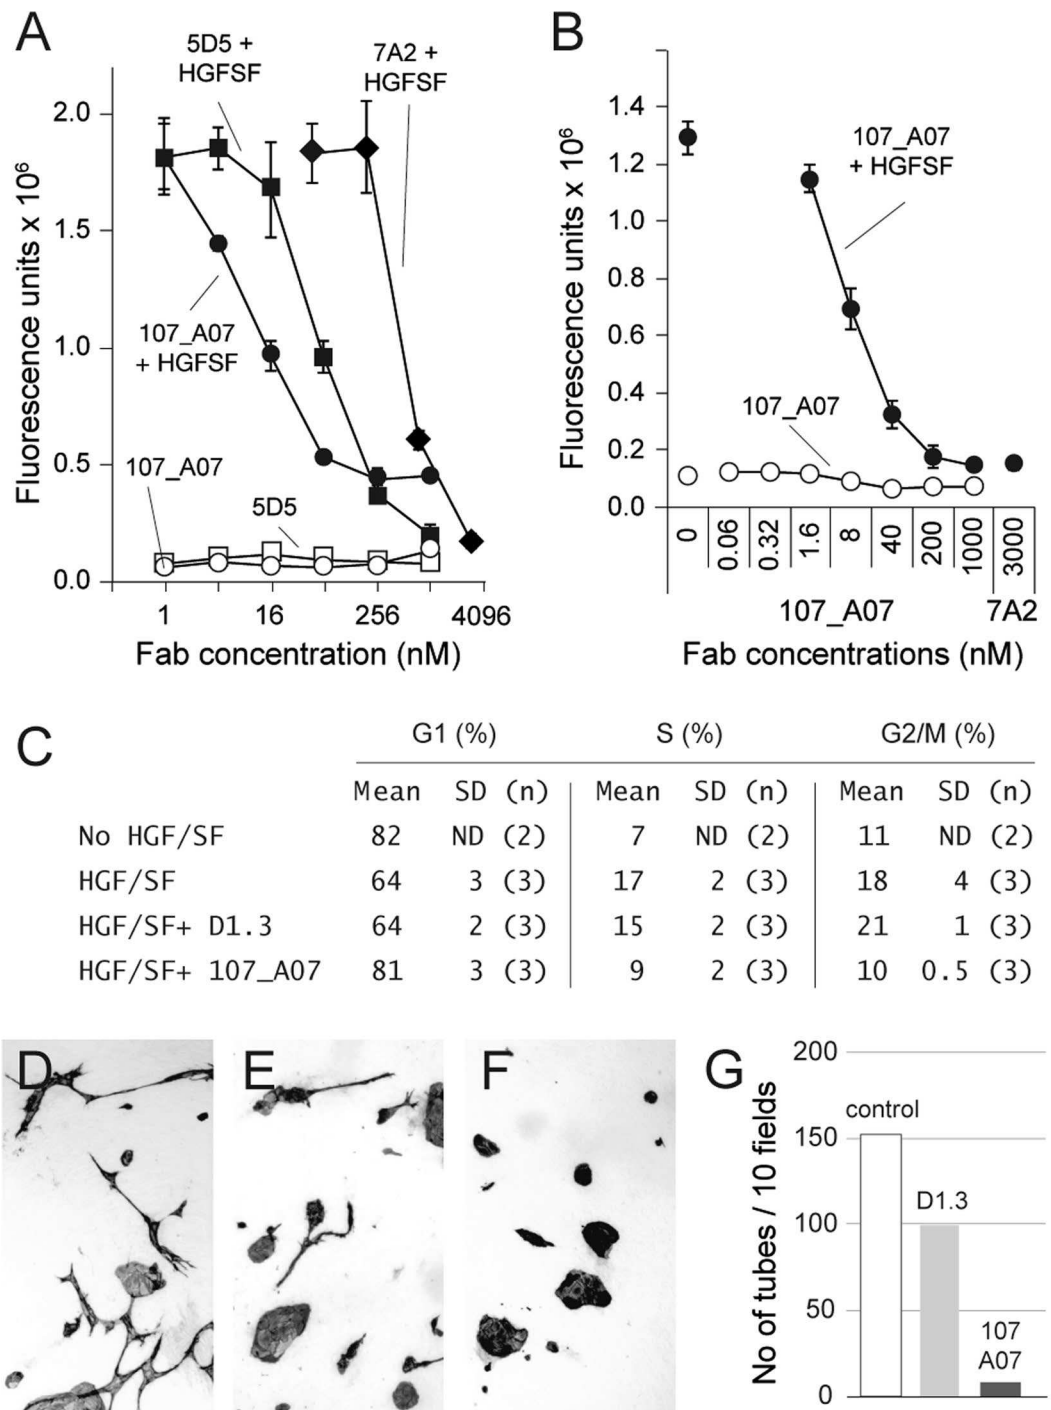 A
5D5 +
HGFSF
7A2 +
HGFSF
2.0
1.5
1.0
0.5
0.0
Fluorescence units x 10⁶
107_A07
+ HGFSF
107_A07
5D5
1 16 256 4096
Fab concentration (nM)
B
1.4
1.2
1.0
0.8
0.6
0.4
0.2
0.0
Fluorescence units x 10⁶
107_A07
+ HGFSF
107_A07
0 0.06 0.32 1.6 8 40 200 1000 3000
107_A07 7A2
Fab concentrations (nM)
C
G1 (%) S (%) G2/M (%)
Mean SD (n) Mean SD (n) Mean SD (n)
No HGF/SF 82 ND (2) 7 ND (2) 11 ND (2)
HGF/SF 64 3 (3) 17 2 (3) 18 4 (3)
HGF/SF+ D1.3 64 2 (3) 15 2 (3) 21 1 (3)
HGF/SF+ 107_A07 81 3 (3) 9 2 (3) 10 0.5 (3)
D
E
F
G
200
150
100
50
0
No of tubes / 10 fields
control
D1.3
107
A07